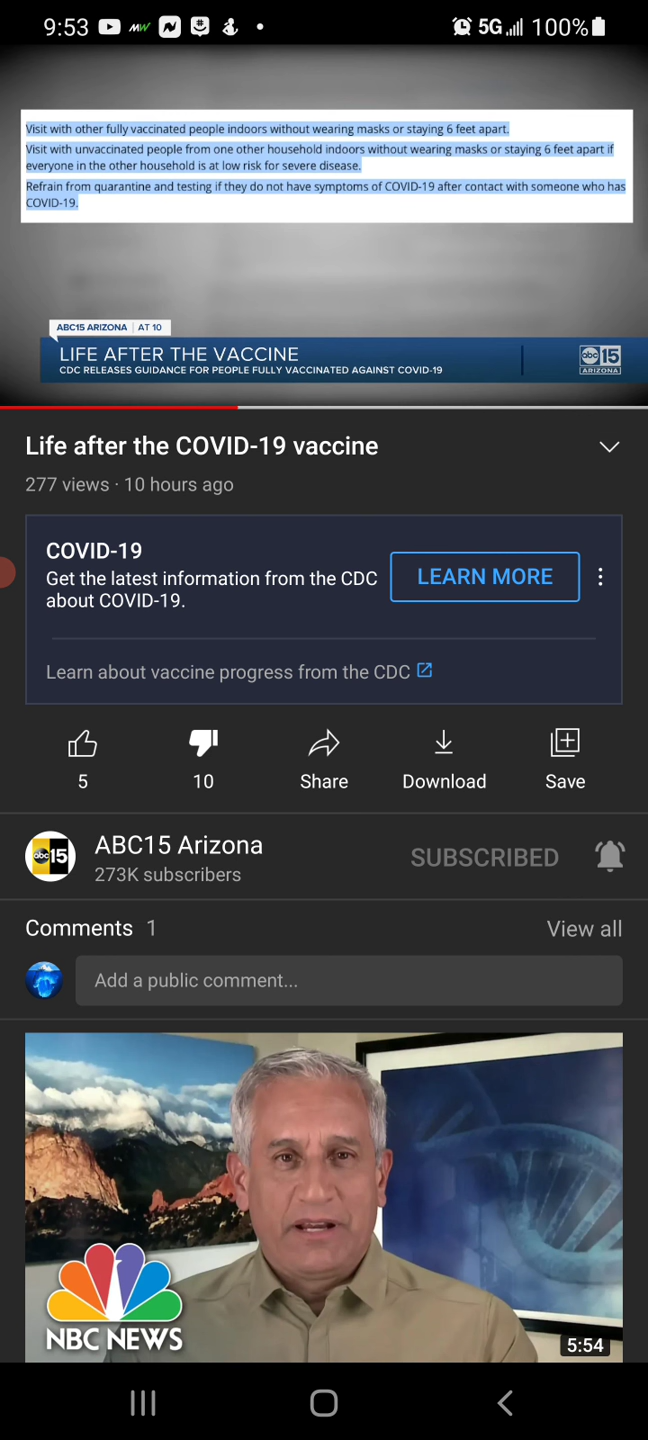 9:53
5G 100%
Visit with other fully vaccinated people indoors without wearing masks or staying 6 feet apart.
Visit with unvaccinated people from one other household indoors without wearing masks or staying 6 feet apart if
everyone in the other household is at low risk for severe disease.
Refrain from quarantine and testing if they do not have symptoms of COVID-19 after contact with someone who has
COVID-19.
ABC15 ARIZONA | AT 10
LIFE AFTER THE VACCINE
CDC RELEASES GUIDANCE FOR PEOPLE FULLY VACCINATED AGAINST COVID-19
abc 15
ARIZONA
Life after the COVID-19 vaccine
277 views · 10 hours ago
COVID-19
Get the latest information from the CDC
about COVID-19.
LEARN MORE
Learn about vaccine progress from the CDC
5
10
Share
Download
Save
abc 15
ABC15 Arizona
273K subscribers
SUBSCRIBED
Comments 1
View all
Add a public comment...
NBC NEWS
5:54